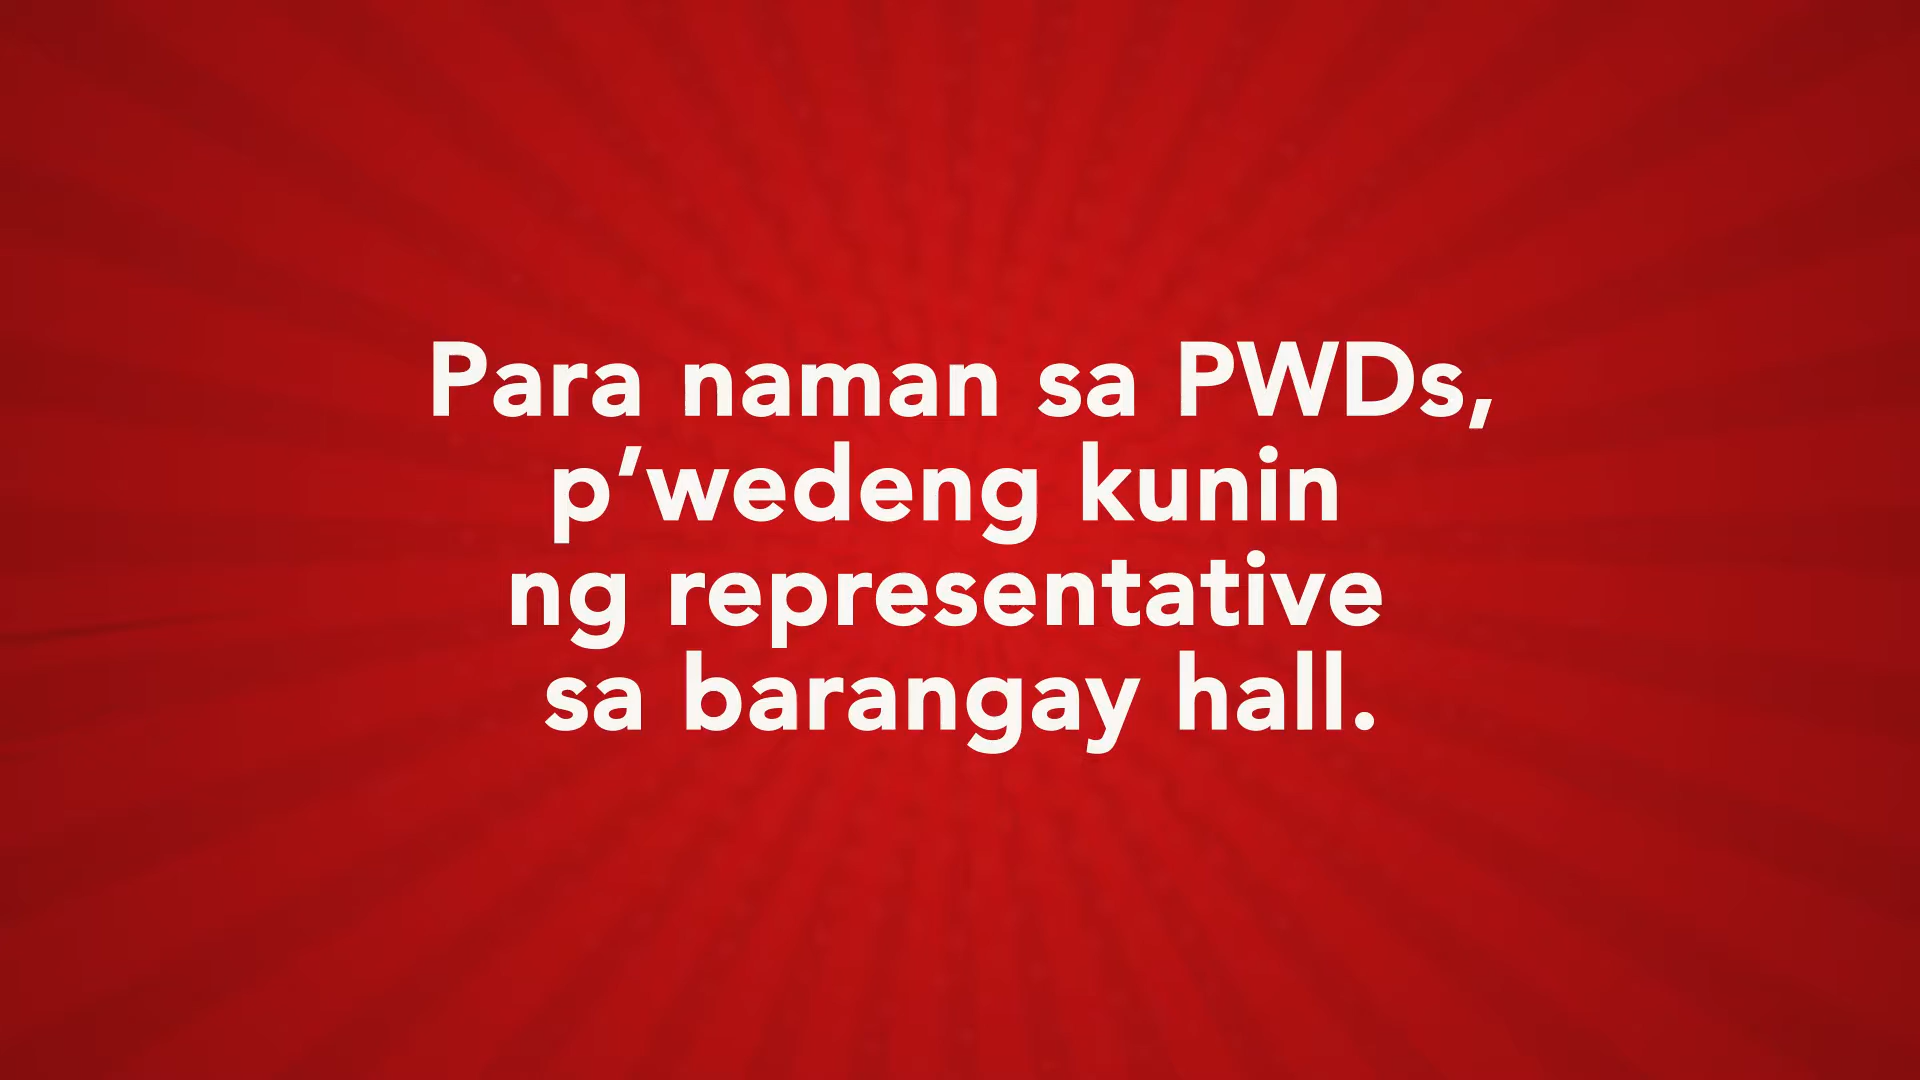 Para naman sa PWDs,
p’wedeng kunin
ng representative
sa barangay hall.